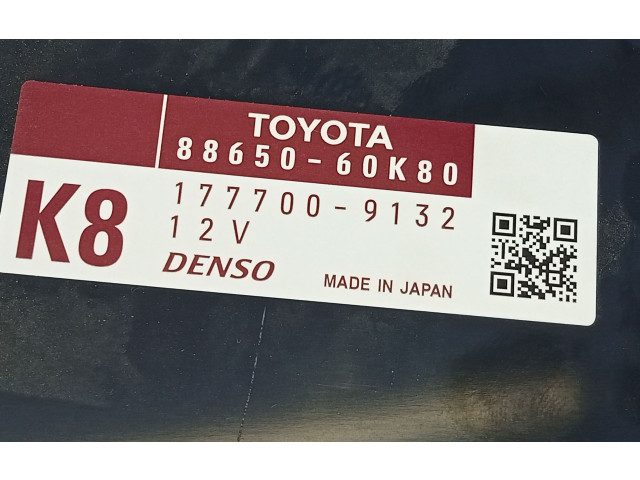 TOYOTA
88650-60K80
K8
177700-9132
12V
DENSO
MADE IN JAPAN